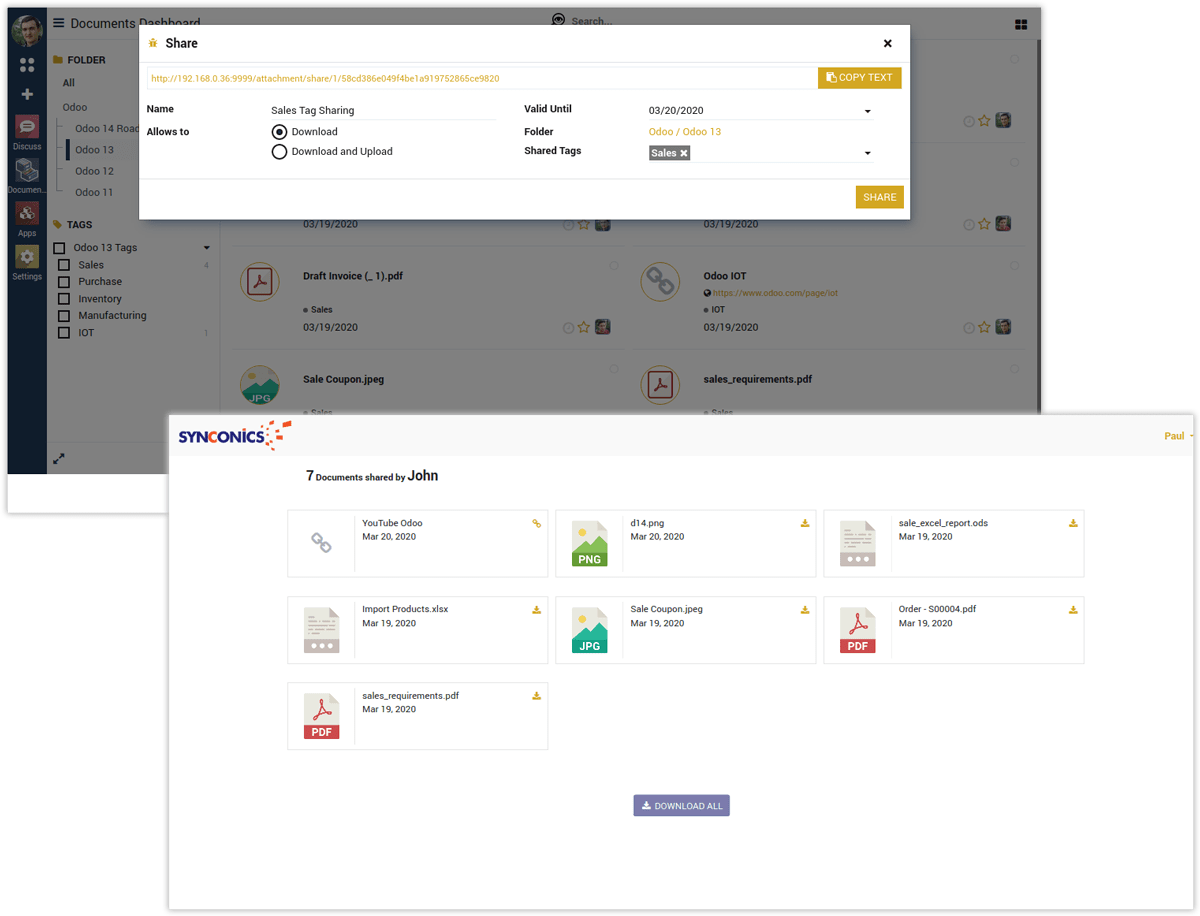 Documents Dashboard
Search...
Share
http://192.168.0.36:9999/attachment/share/1/58cd386e049f4be1a919752865ce9820
COPY TEXT
Name
Sales Tag Sharing
Valid Until
03/20/2020
Allows to
Download
Folder
Odoo / Odoo 13
Download and Upload
Shared Tags
Sales
SHARE
Discuss
Documen...
Apps
Settings
FOLDER
All
Odoo
Odoo 14 Road
Odoo 13
Odoo 12
Odoo 11
TAGS
Odoo 13 Tags
Sales 4
Purchase
Inventory
Manufacturing
IOT 1
03/19/2020
03/19/2020
Draft Invoice (_ 1).pdf
Sales
03/19/2020
Odoo IOT
https://www.odoo.com/page/iot
IOT
03/19/2020
JPG
Sale Coupon.jpeg
Sales
sales_requirements.pdf
Sales
SYNCONICS
Paul
7 Documents shared by John
YouTube Odoo
Mar 20, 2020
PNG
d14.png
Mar 20, 2020
sale_excel_report.ods
Mar 19, 2020
Import Products.xlsx
Mar 19, 2020
JPG
Sale Coupon.jpeg
Mar 19, 2020
PDF
Order - S00004.pdf
Mar 19, 2020
PDF
sales_requirements.pdf
Mar 19, 2020
DOWNLOAD ALL